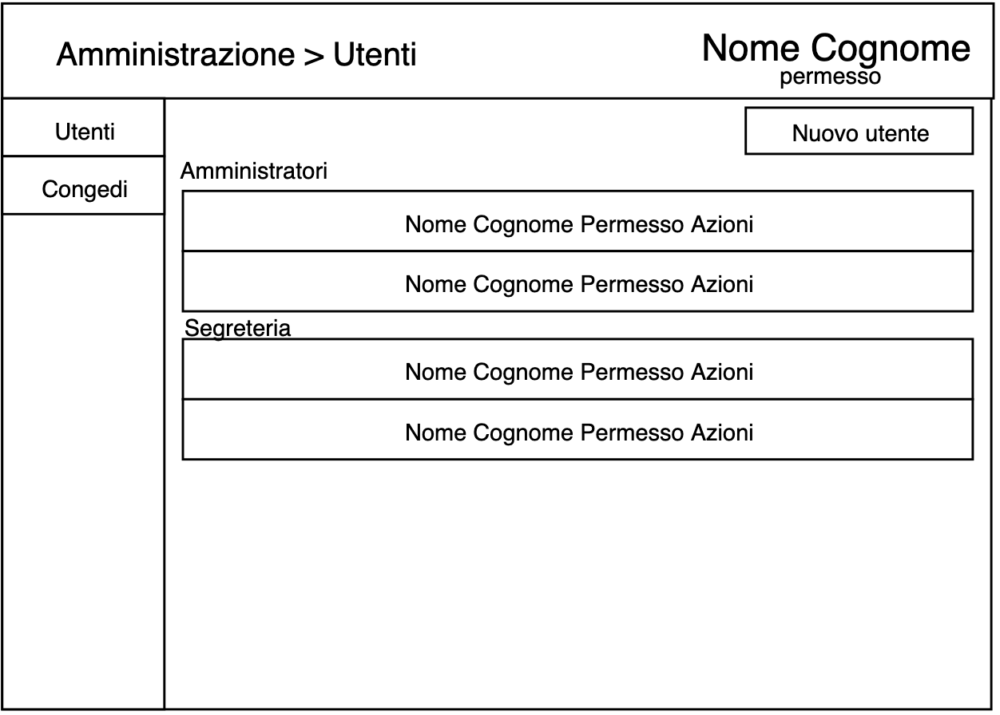 Amministrazione > Utenti
Nome Cognome
permesso
Utenti
Congedi
Nuovo utente
Amministratori
Nome Cognome Permesso Azioni
Nome Cognome Permesso Azioni
Segreteria
Nome Cognome Permesso Azioni
Nome Cognome Permesso Azioni